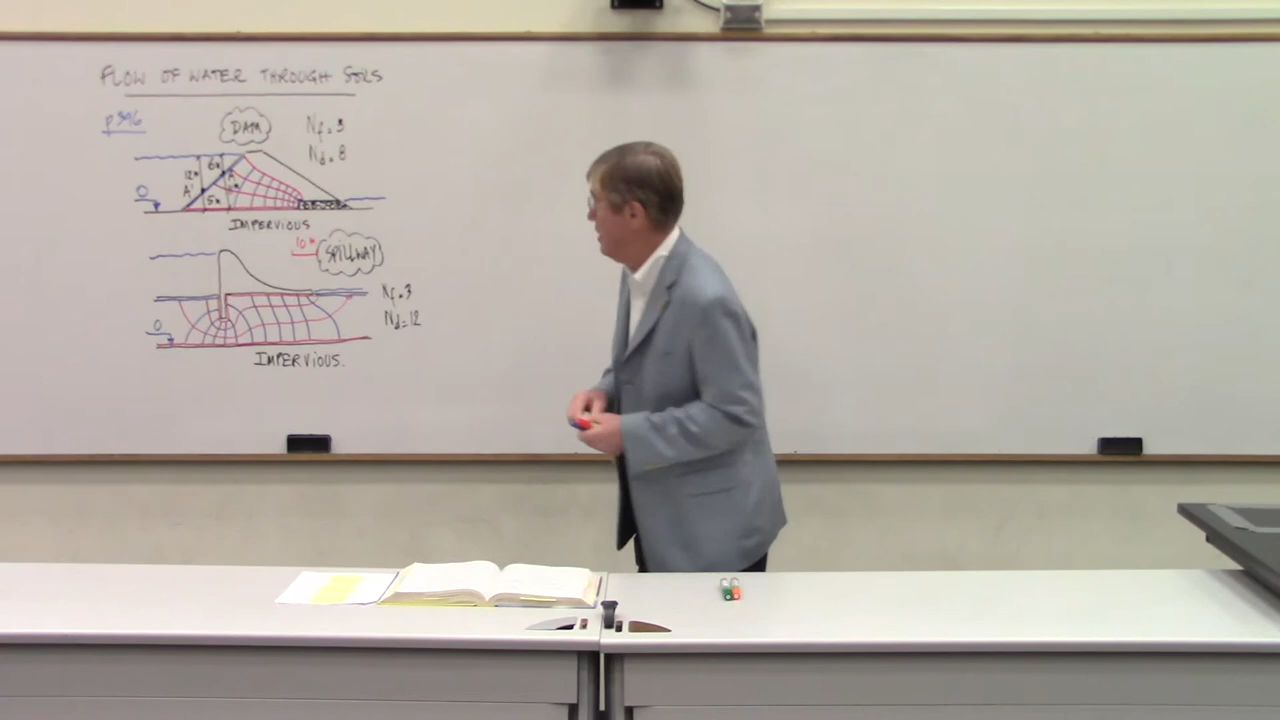 FLOW OF WATER THROUGH SOILS
p 396
DAM
Nf = 3
Nd = 8
12m
6m
A
A'
5m
0
IMPERVIOUS
10m
SPILLWAY
Nf = 3
Nd = 12
0
IMPERVIOUS.